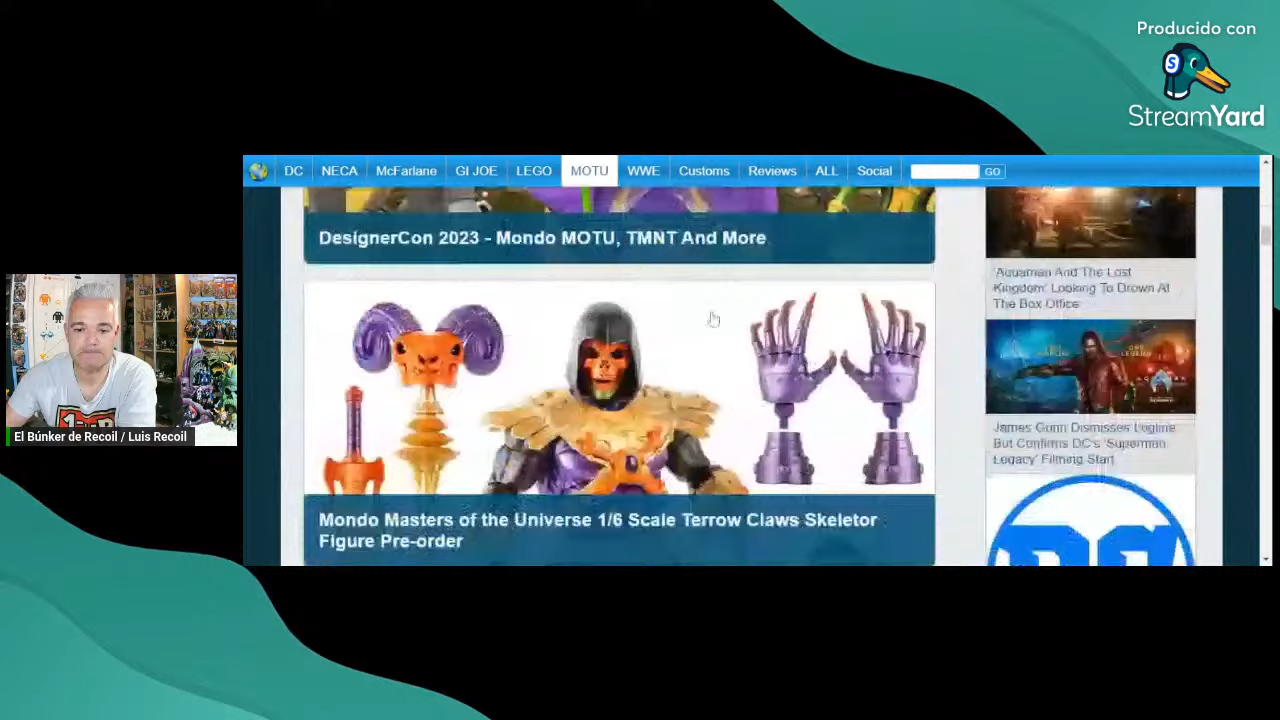 Producido con
StreamYard
DC NECA McFarlane GI JOE LEGO MOTU WWE Customs Reviews ALL Social GO
DesignerCon 2023 - Mondo MOTU, TMNT And More
Mondo Masters of the Universe 1/6 Scale Terrow Claws Skeletor
Figure Pre-order
'Aquaman And The Lost
Kingdom' Looking To Drown At
The Box Office
James Gunn Dismisses Logline
But Confirms DC's 'Superman
Legacy' Filming Start
El Búnker de Recoil / Luis Recoil